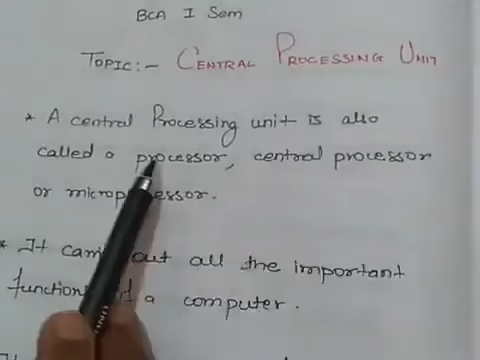 BCA I Sem
TOPIC:- CENTRAL PROCESSING UNIT
* A central Processing unit is also
called a processor, central processor
or microprocessor.
* It out all the important
a computer.